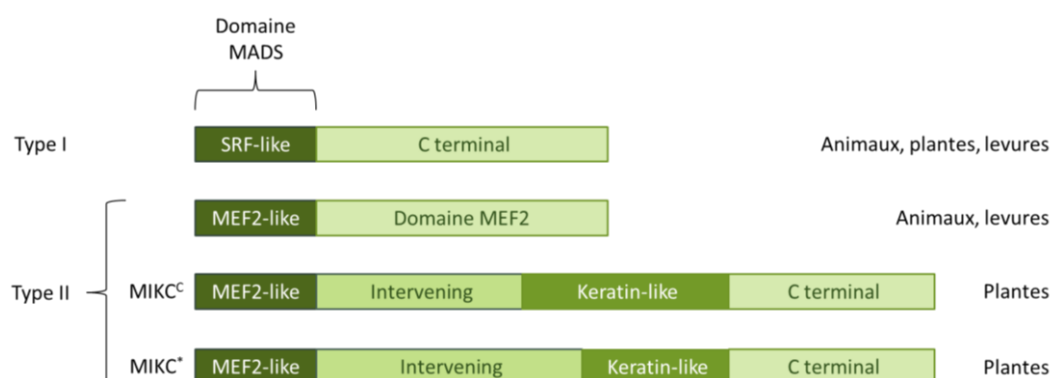 Domaine
MADS
Type I SRF-like C terminal Animaux, plantes, levures
MEF2-like Domaine MEF2 Animaux, levures
Type II MIKCᶜ MEF2-like Intervening Keratin-like C terminal Plantes
MIKC* MEF2-like Intervening Keratin-like C terminal Plantes